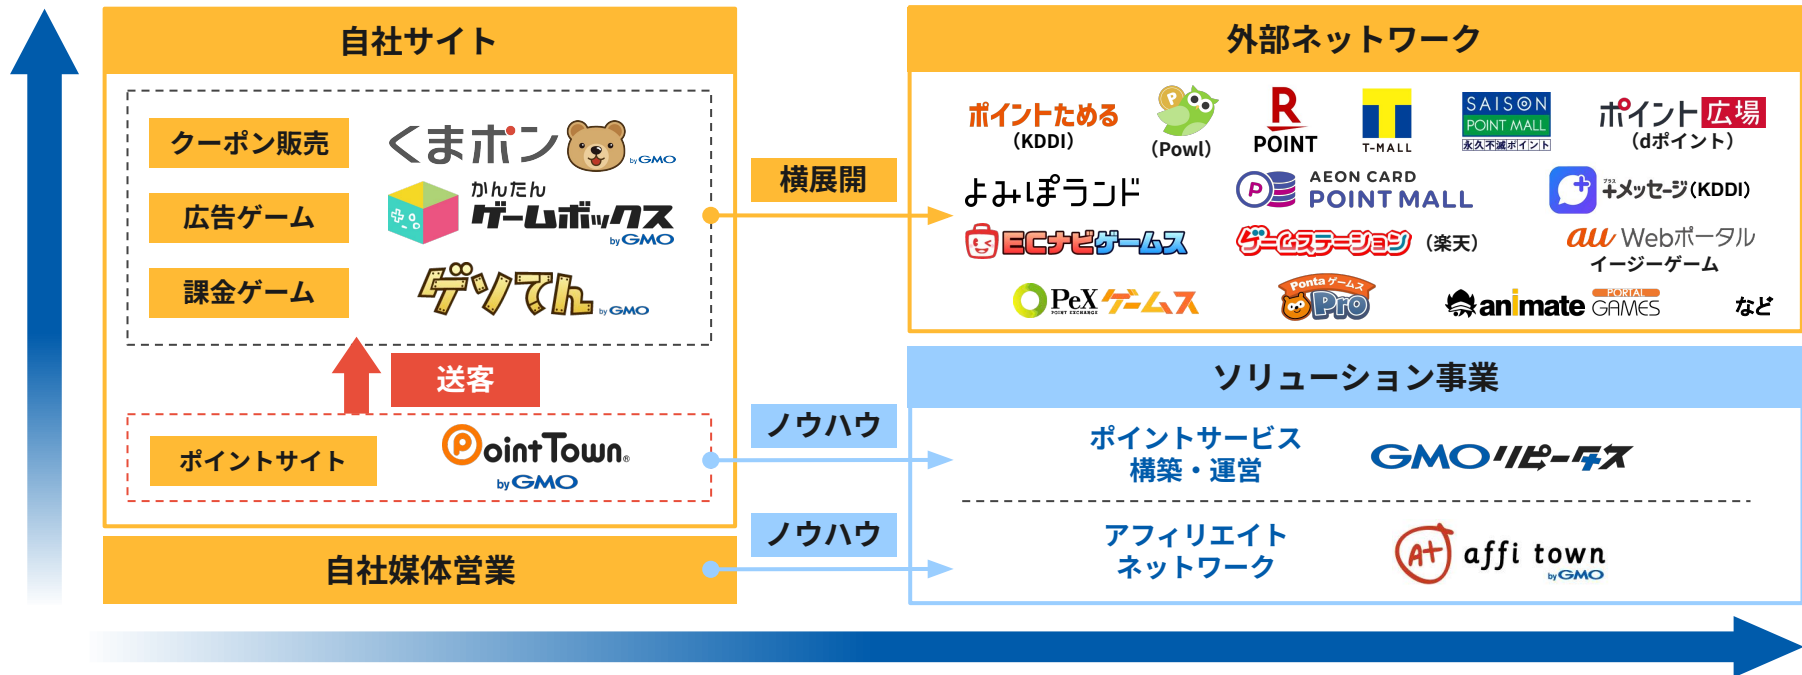 自社サイト
クーポン販売
くまポン
by GMO
広告ゲーム
かんたん
ゲームボックス
by GMO
課金ゲーム
ゲソてん
by GMO
送客
ポイントサイト
PointTown®
by GMO
自社媒体営業
横展開
ノウハウ
ノウハウ
外部ネットワーク
ポイントためる
(KDDI)
P
(Powl)
R
POINT
T
T-MALL
SAISON
POINT MALL
永久不滅ポイント
ポイント広場
(dポイント)
よみぽランド
P
AEON CARD
POINT MALL
プラス
+メッセージ(KDDI)
ECナビゲームス
ゲームステーション (楽天)
au Webポータル
イージーゲーム
PeX ゲームス
POINT EXCHANGE
Ponta ゲームス
Pro
animate
PORTAL
GAMES
など
ソリューション事業
ポイントサービス
構築・運営
GMOリピータス
アフィリエイト
ネットワーク
A+
affi town
by GMO